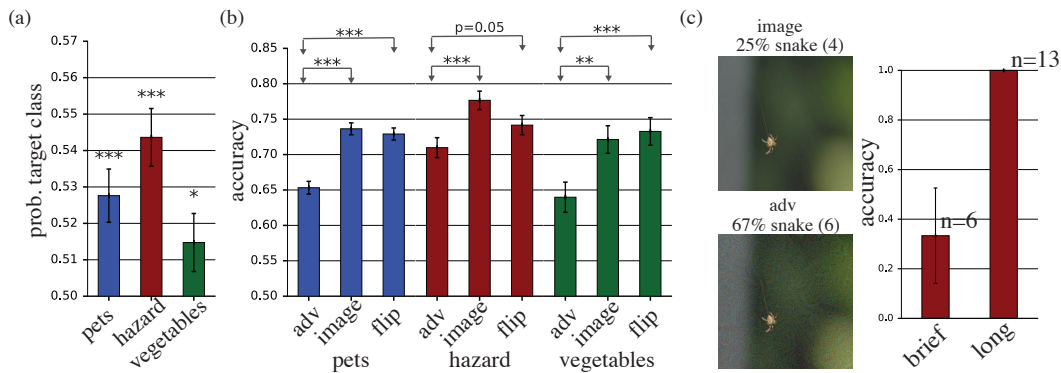 (a)
0.57
0.56
0.55
0.54
0.53
0.52
0.51
0.50
prob. target class
***
***
*
pets
hazard
vegetables
(b)
0.85
0.80
0.75
0.70
0.65
0.60
0.55
0.50
accuracy
***
***
p=0.05
***
***
**
adv
image
flip
adv
image
flip
adv
image
flip
pets
hazard
vegetables
(c)
image
25% snake (4)
adv
67% snake (6)
1.0
0.8
0.6
0.4
0.2
0.0
accuracy
n=6
n=13
brief
long